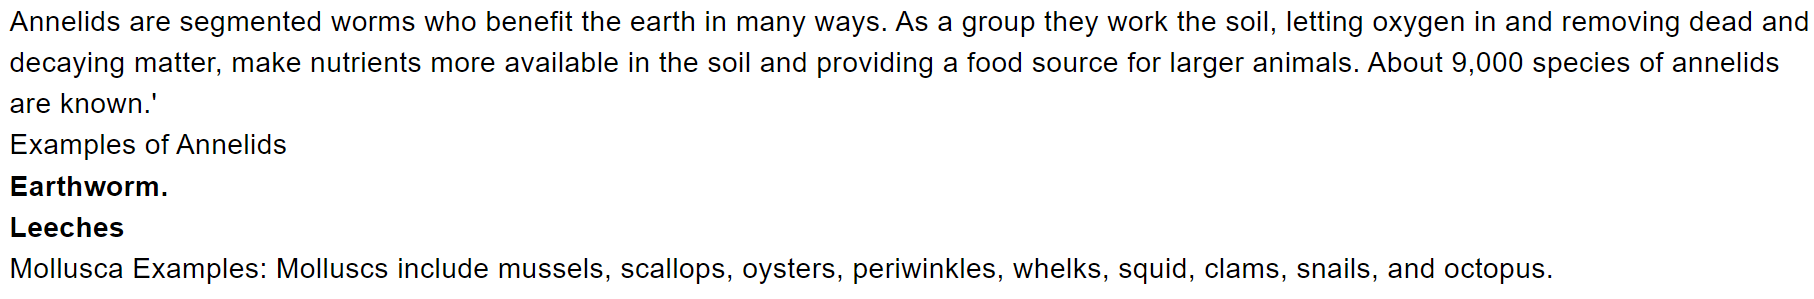 Annelids are segmented worms who benefit the earth in many ways. As a group they work the soil, letting oxygen in and removing dead and
decaying matter, make nutrients more available in the soil and providing a food source for larger animals. About 9,000 species of annelids
are known.'
Examples of Annelids
Earthworm.
Leeches
Mollusca Examples: Molluscs include mussels, scallops, oysters, periwinkles, whelks, squid, clams, snails, and octopus.